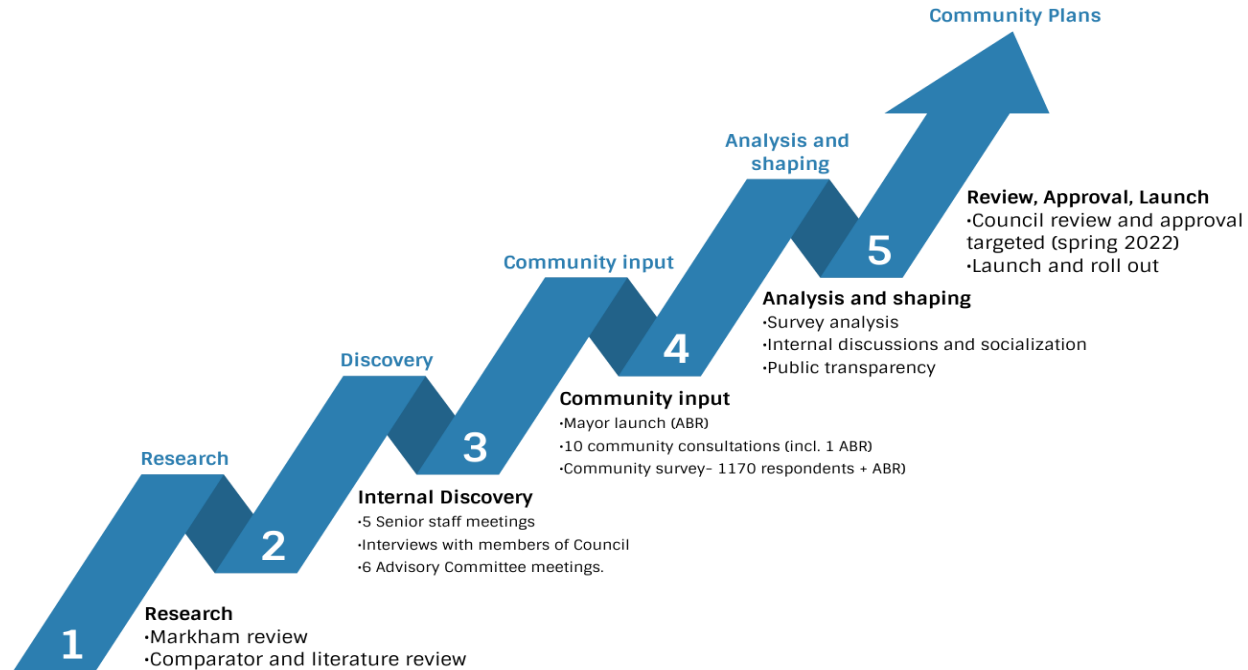 Community Plans
Analysis and
shaping
Review, Approval, Launch
•Council review and approval
targeted (spring 2022)
•Launch and roll out
5
Community input
Analysis and shaping
•Survey analysis
•Internal discussions and socialization
•Public transparency
4
Discovery
Community input
•Mayor launch (ABR)
•10 community consultations (incl. 1 ABR)
•Community survey- 1170 respondents + ABR)
3
Research
Internal Discovery
•5 Senior staff meetings
•Interviews with members of Council
•6 Advisory Committee meetings.
2
Research
•Markham review
•Comparator and literature review
1